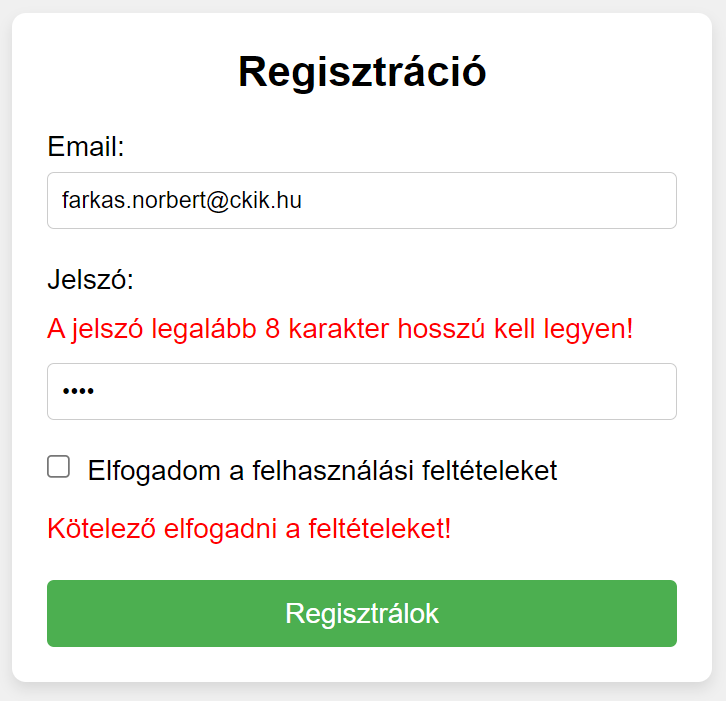 Regisztráció
Email:
farkas.norbert@ckik.hu
Jelszó:
A jelszó legalább 8 karakter hosszú kell legyen!
••••
Elfogadom a felhasználási feltételeket
Kötelező elfogadni a feltételeket!
Regisztrálok